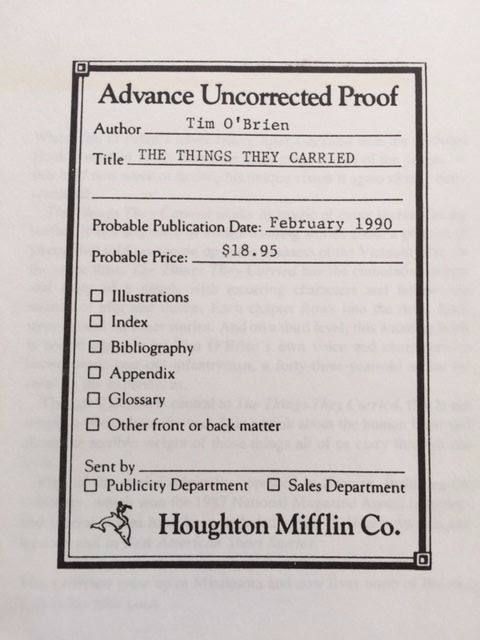 Advance Uncorrected Proof
Author Tim O'Brien
Title THE THINGS THEY CARRIED
Probable Publication Date: February 1990
Probable Price: $18.95
Illustrations
Index
Bibliography
Appendix
Glossary
Other front or back matter
Sent by
Publicity Department Sales Department
Houghton Mifflin Co.